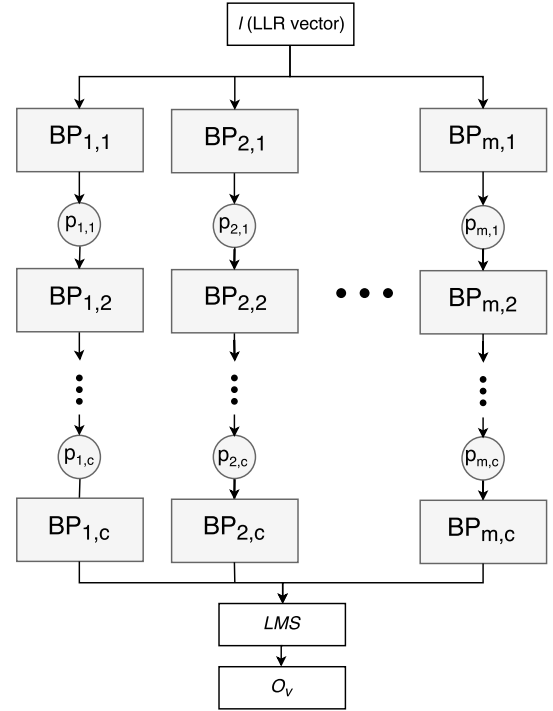 l (LLR vector)
BP1,1 BP2,1 BPm,1
p1,1 p2,1 pm,1
BP1,2 BP2,2 BPm,2
p1,c p2,c pm,c
BP1,c BP2,c BPm,c
LMS
Ov